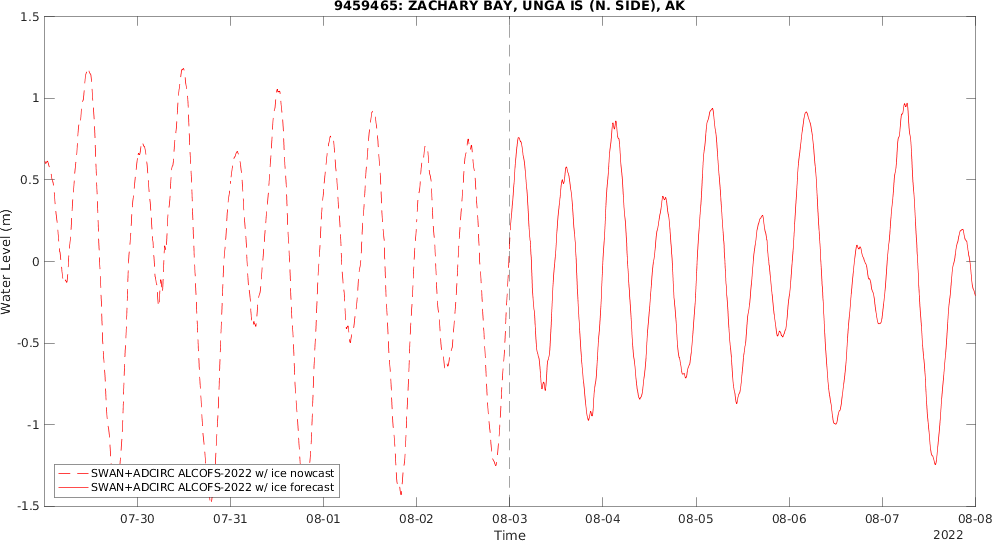 9459465: ZACHARY BAY, UNGA IS (N. SIDE), AK
1.5
1
0.5
0
-0.5
-1
-1.5
Water Level (m)
SWAN+ADCIRC ALCOFS-2022 w/ ice nowcast
SWAN+ADCIRC ALCOFS-2022 w/ ice forecast
07-30 07-31 08-01 08-02 08-03 08-04 08-05 08-06 08-07 08-08
Time
2022